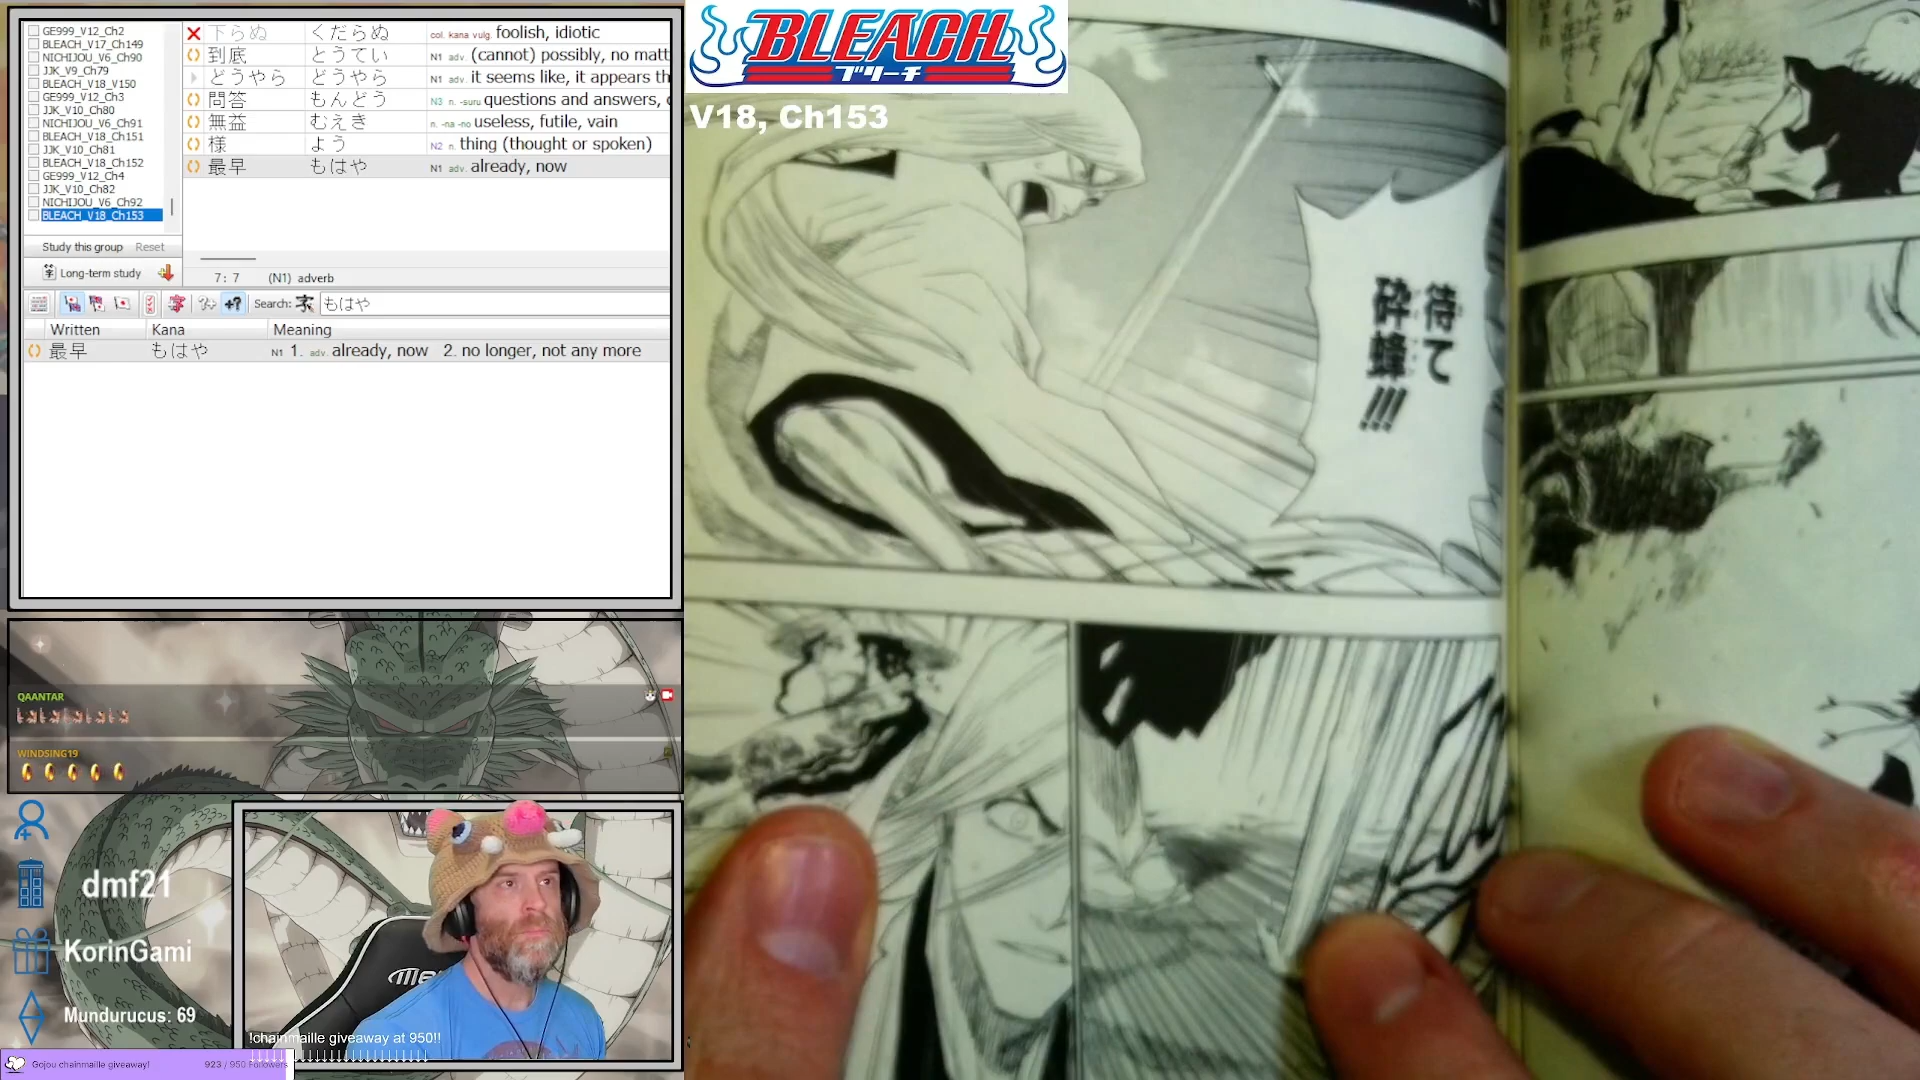 GE999_V12_Ch2
BLEACH_V17_Ch149
NICHIJOU_V6_Ch90
JJK_V9_Ch79
BLEACH_V18_V150
GE999_V12_Ch3
JJK_V10_Ch80
NICHIJOU_V6_Ch91
BLEACH_V18_Ch151
JJK_V10_Ch81
BLEACH_V18_Ch152
GE999_V12_Ch4
JJK_V10_Ch82
NICHIJOU_V6_Ch92
BLEACH_V18_Ch153
Study this group Reset
Long-term study
下らぬ くだらぬ col. kana vulg. foolish, idiotic
到底 とうてい N1 adv. (cannot) possibly, no matt
どうやら どうやら N1 adv. it seems like, it appears th
問答 もんどう N3 n. -suru questions and answers,
無益 むえき n. -na -no useless, futile, vain
様 よう N2 n. thing (thought or spoken)
最早 もはや N1 adv. already, now
7: 7 (N1) adverb
Search: もはや
Written Kana Meaning
最早 もはや N1 1. adv. already, now 2. no longer, not any more
BLEACH
ブリーチ
V18, Ch153
待て
砕蜂!!!
QAANTAR
WINDSING19
dmf21
KorinGami
Mundurucus: 69
!chainmaille giveaway at 950!!
Gojou chainmaille giveaway! 923 / 950 Followers